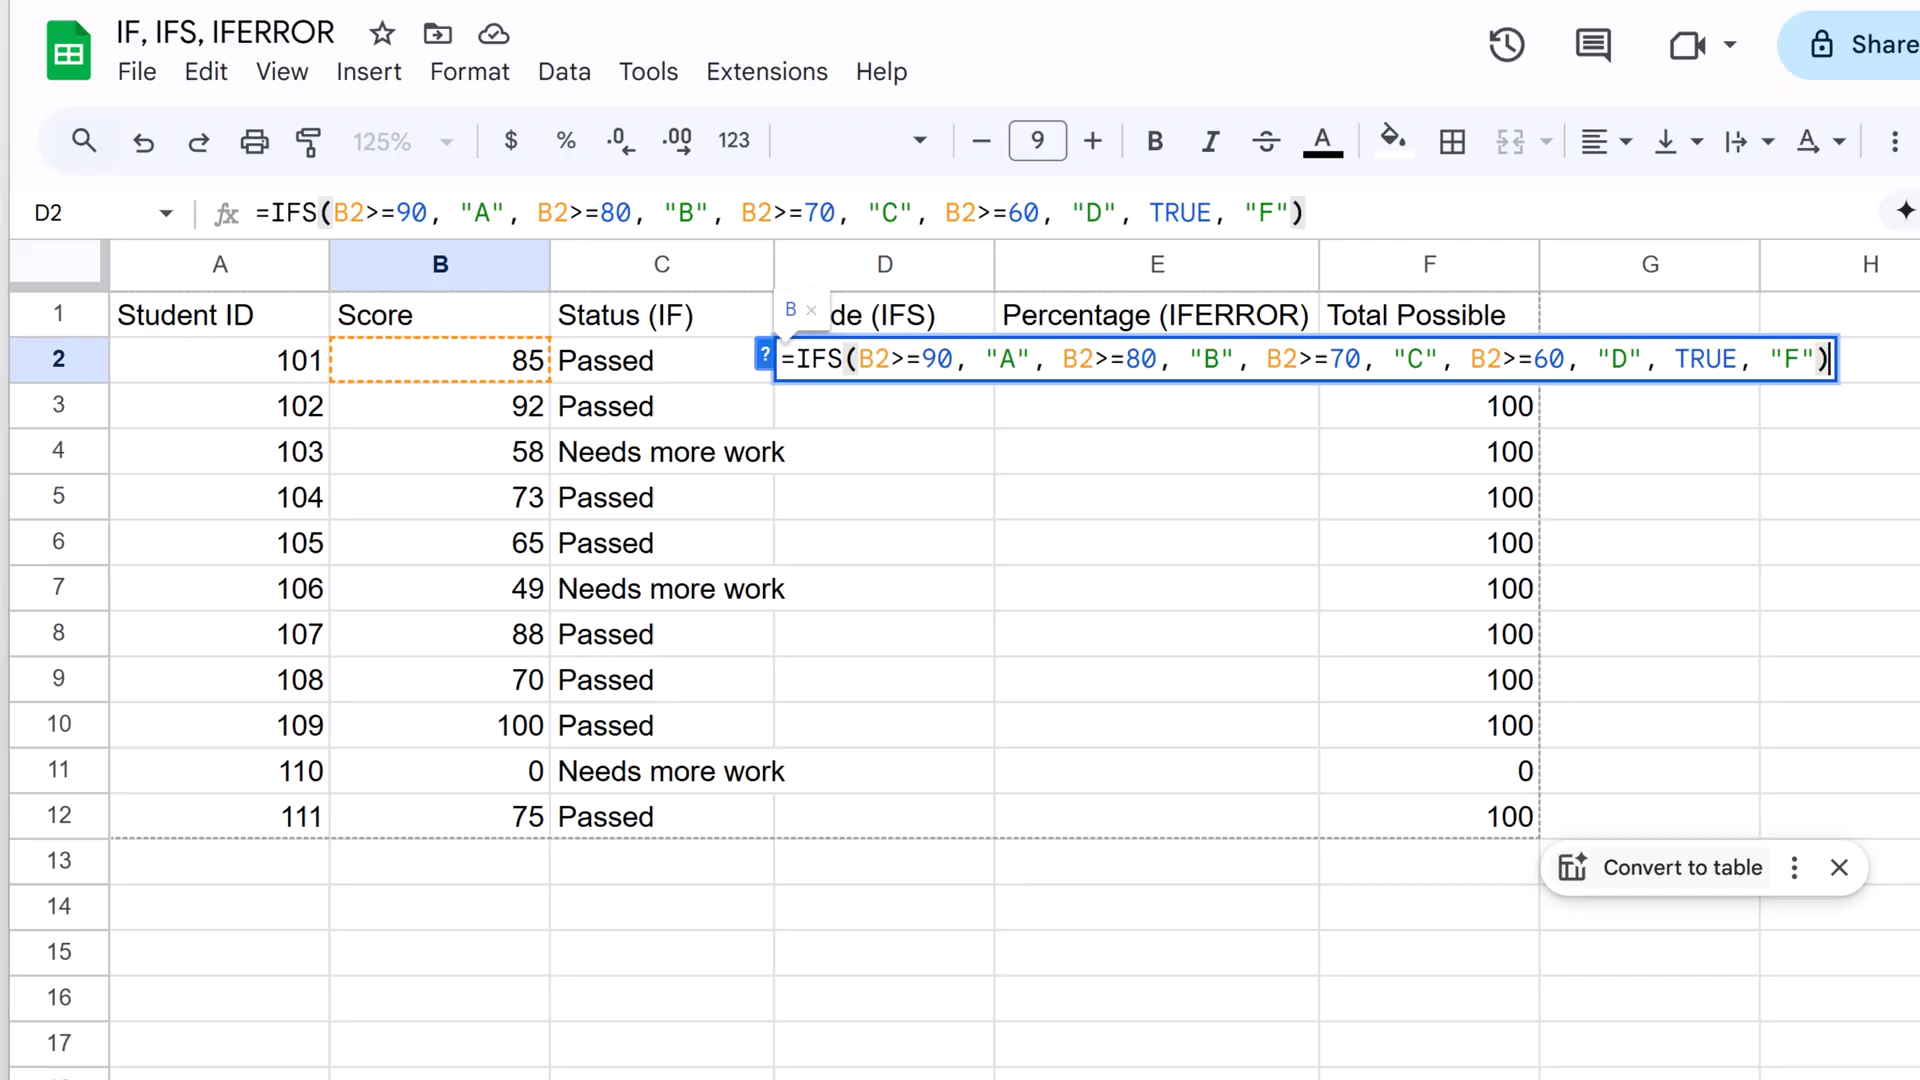 IF, IFS, IFERROR
File Edit View Insert Format Data Tools Extensions Help
Share
125% $ % .0 .00 123 9 B I A A
D2 fx =IFS(B2>=90, "A", B2>=80, "B", B2>=70, "C", B2>=60, "D", TRUE, "F")
A B C D E F G H
1 Student ID Score Status (IF) de (IFS) Percentage (IFERROR) Total Possible
B ×
2 101 85 Passed ? =IFS(B2>=90, "A", B2>=80, "B", B2>=70, "C", B2>=60, "D", TRUE, "F")
3 102 92 Passed 100
4 103 58 Needs more work 100
5 104 73 Passed 100
6 105 65 Passed 100
7 106 49 Needs more work 100
8 107 88 Passed 100
9 108 70 Passed 100
10 109 100 Passed 100
11 110 0 Needs more work 0
12 111 75 Passed 100
13
Convert to table
14
15
16
17